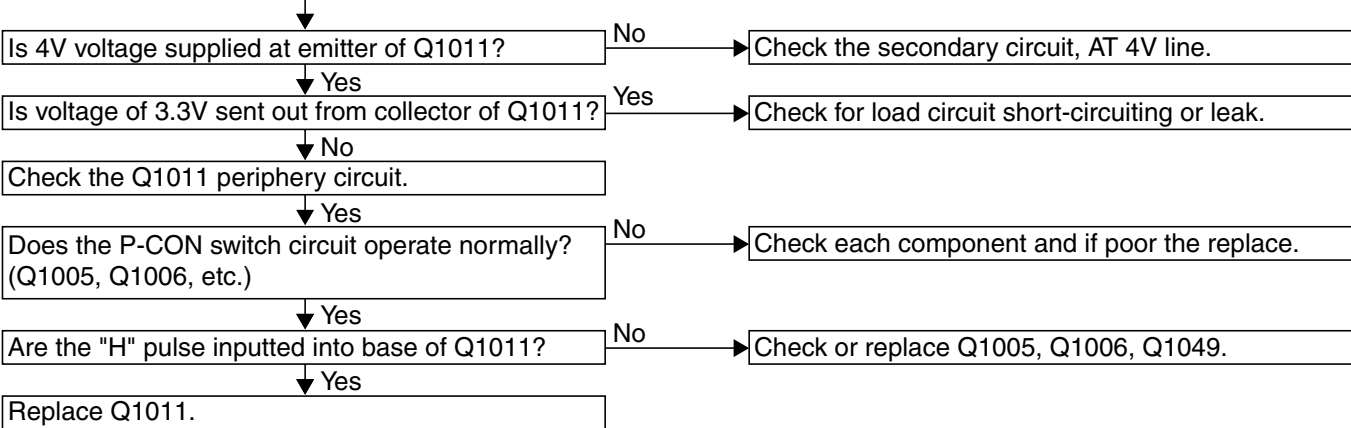 Is 4V voltage supplied at emitter of Q1011?
No
Check the secondary circuit, AT 4V line.
Yes
Is voltage of 3.3V sent out from collector of Q1011?
Yes
Check for load circuit short-circuiting or leak.
No
Check the Q1011 periphery circuit.
Yes
Does the P-CON switch circuit operate normally?
(Q1005, Q1006, etc.)
No
Check each component and if poor the replace.
Yes
Are the "H" pulse inputted into base of Q1011?
No
Check or replace Q1005, Q1006, Q1049.
Yes
Replace Q1011.